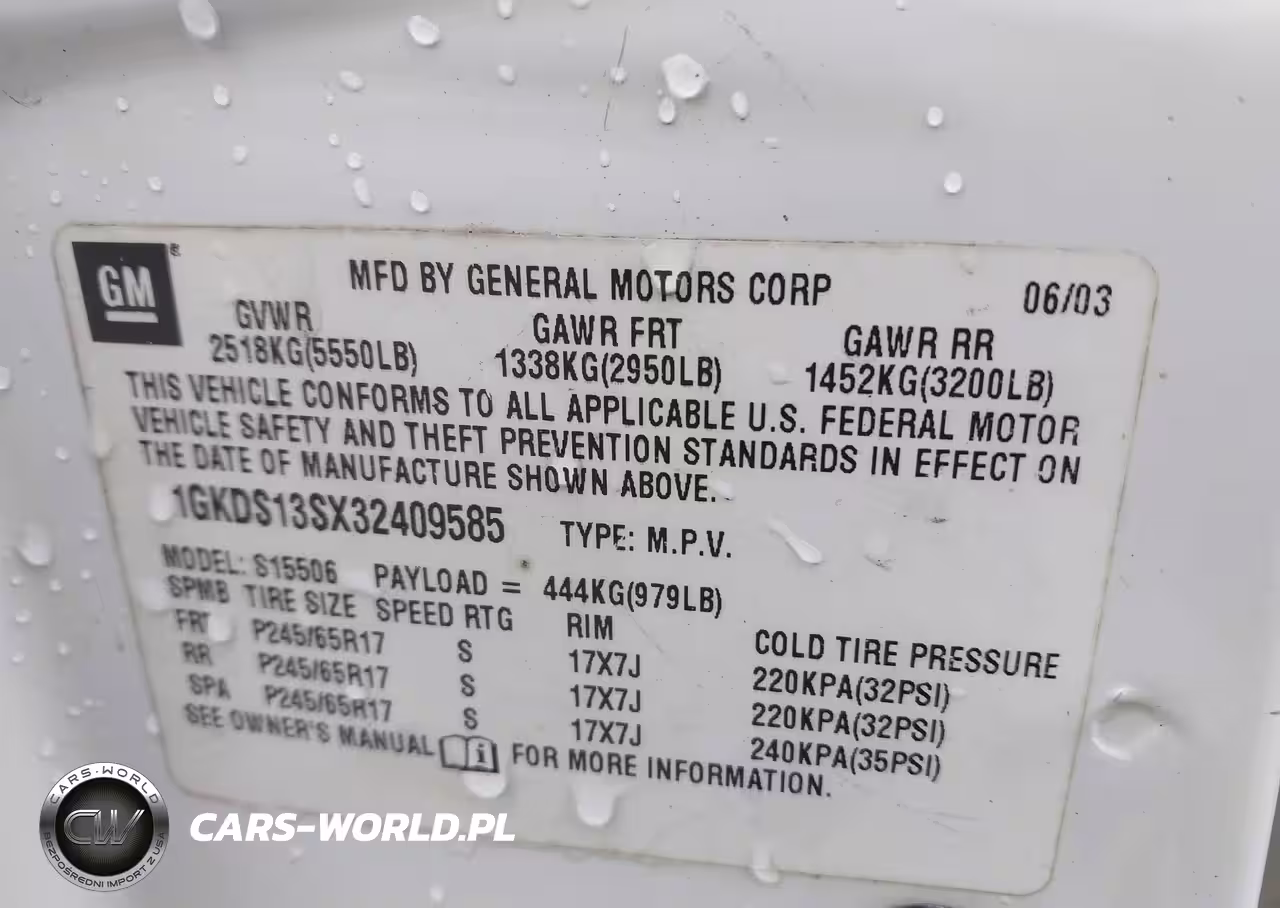 GM
MFD BY GENERAL MOTORS CORP 06/03
GVWR GAWR FRT GAWR RR
2518KG(5550LB) 1338KG(2950LB) 1452KG(3200LB)
THIS VEHICLE CONFORMS TO ALL APPLICABLE U.S. FEDERAL MOTOR
VEHICLE SAFETY AND THEFT PREVENTION STANDARDS IN EFFECT ON
THE DATE OF MANUFACTURE SHOWN ABOVE.
1GKDS13SX32409585 TYPE: M.P.V.
MODEL: S15506 PAYLOAD = 444KG(979LB)
SPMB TIRE SIZE SPEED RTG RIM COLD TIRE PRESSURE
FRT P245/65R17 S 17X7J 220KPA(32PSI)
RR P245/65R17 S 17X7J 220KPA(32PSI)
SPA P245/65R17 S 17X7J 240KPA(35PSI)
SEE OWNER'S MANUAL i FOR MORE INFORMATION.
CARS-WORLD
CW
BEZPOŚREDNI IMPORT Z USA
CARS-WORLD.PL